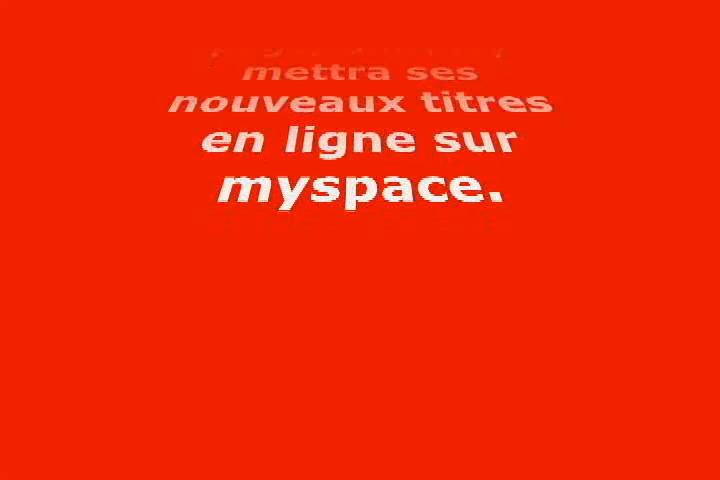 mettra ses
nouveaux titres
en ligne sur
myspace.